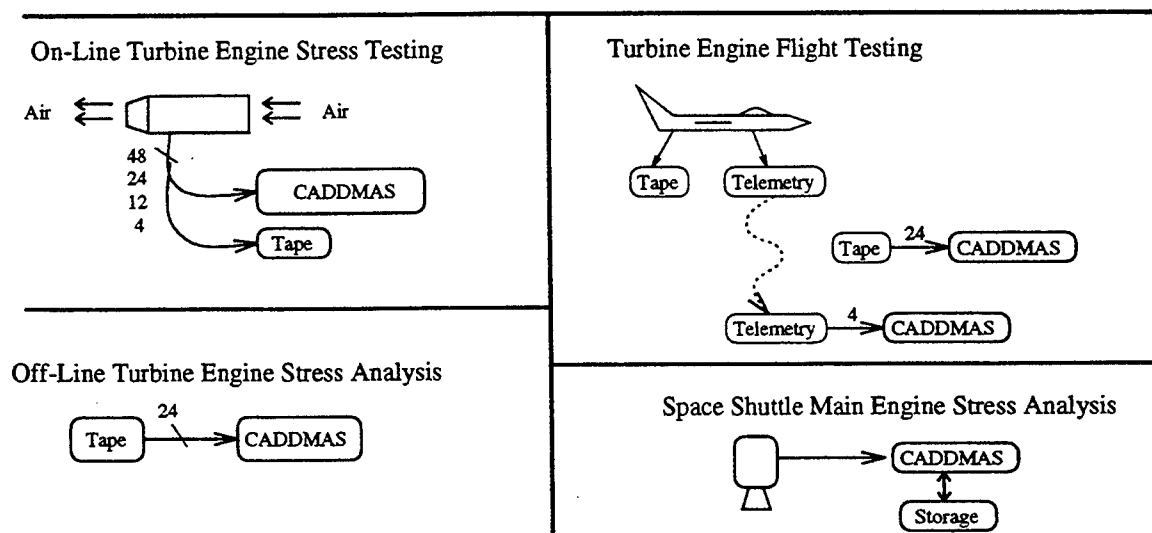 On-Line Turbine Engine Stress Testing
Air
Air
48
24
12
4
CADDMAS
Tape
Turbine Engine Flight Testing
Tape
Telemetry
Tape
24
CADDMAS
Telemetry
4
CADDMAS
Off-Line Turbine Engine Stress Analysis
Tape
24
CADDMAS
Space Shuttle Main Engine Stress Analysis
CADDMAS
Storage